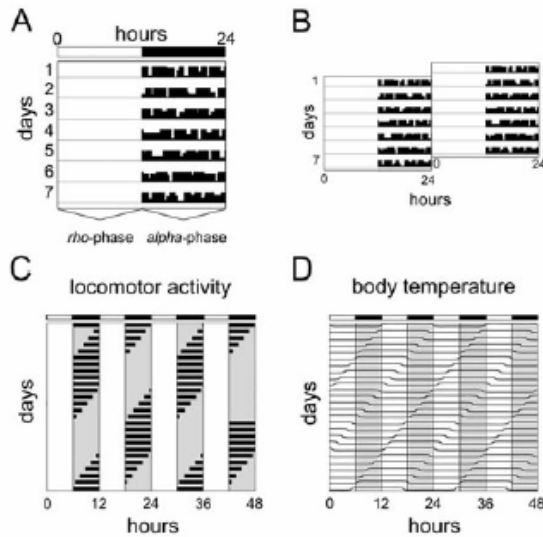 A
hours
0 24
1
2
3
4
5
6
7
days
rho-phase alpha-phase
B
1
7
days
0 24
0 24
hours
C
locomotor activity
days
0 12 24 36 48
hours
D
body temperature
days
0 12 24 36 48
hours